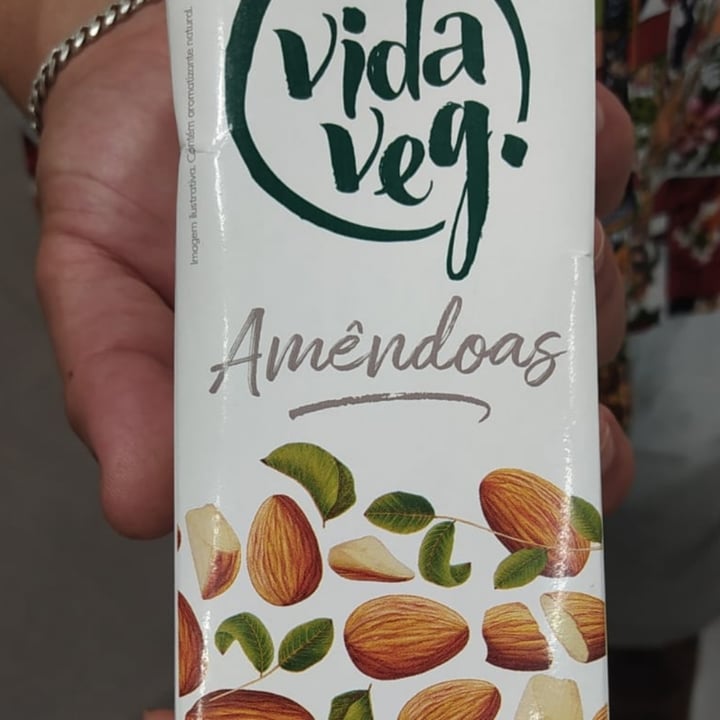 vida
veg.
Amêndoas
Imagem ilustrativa. Contém aromatizante natural.